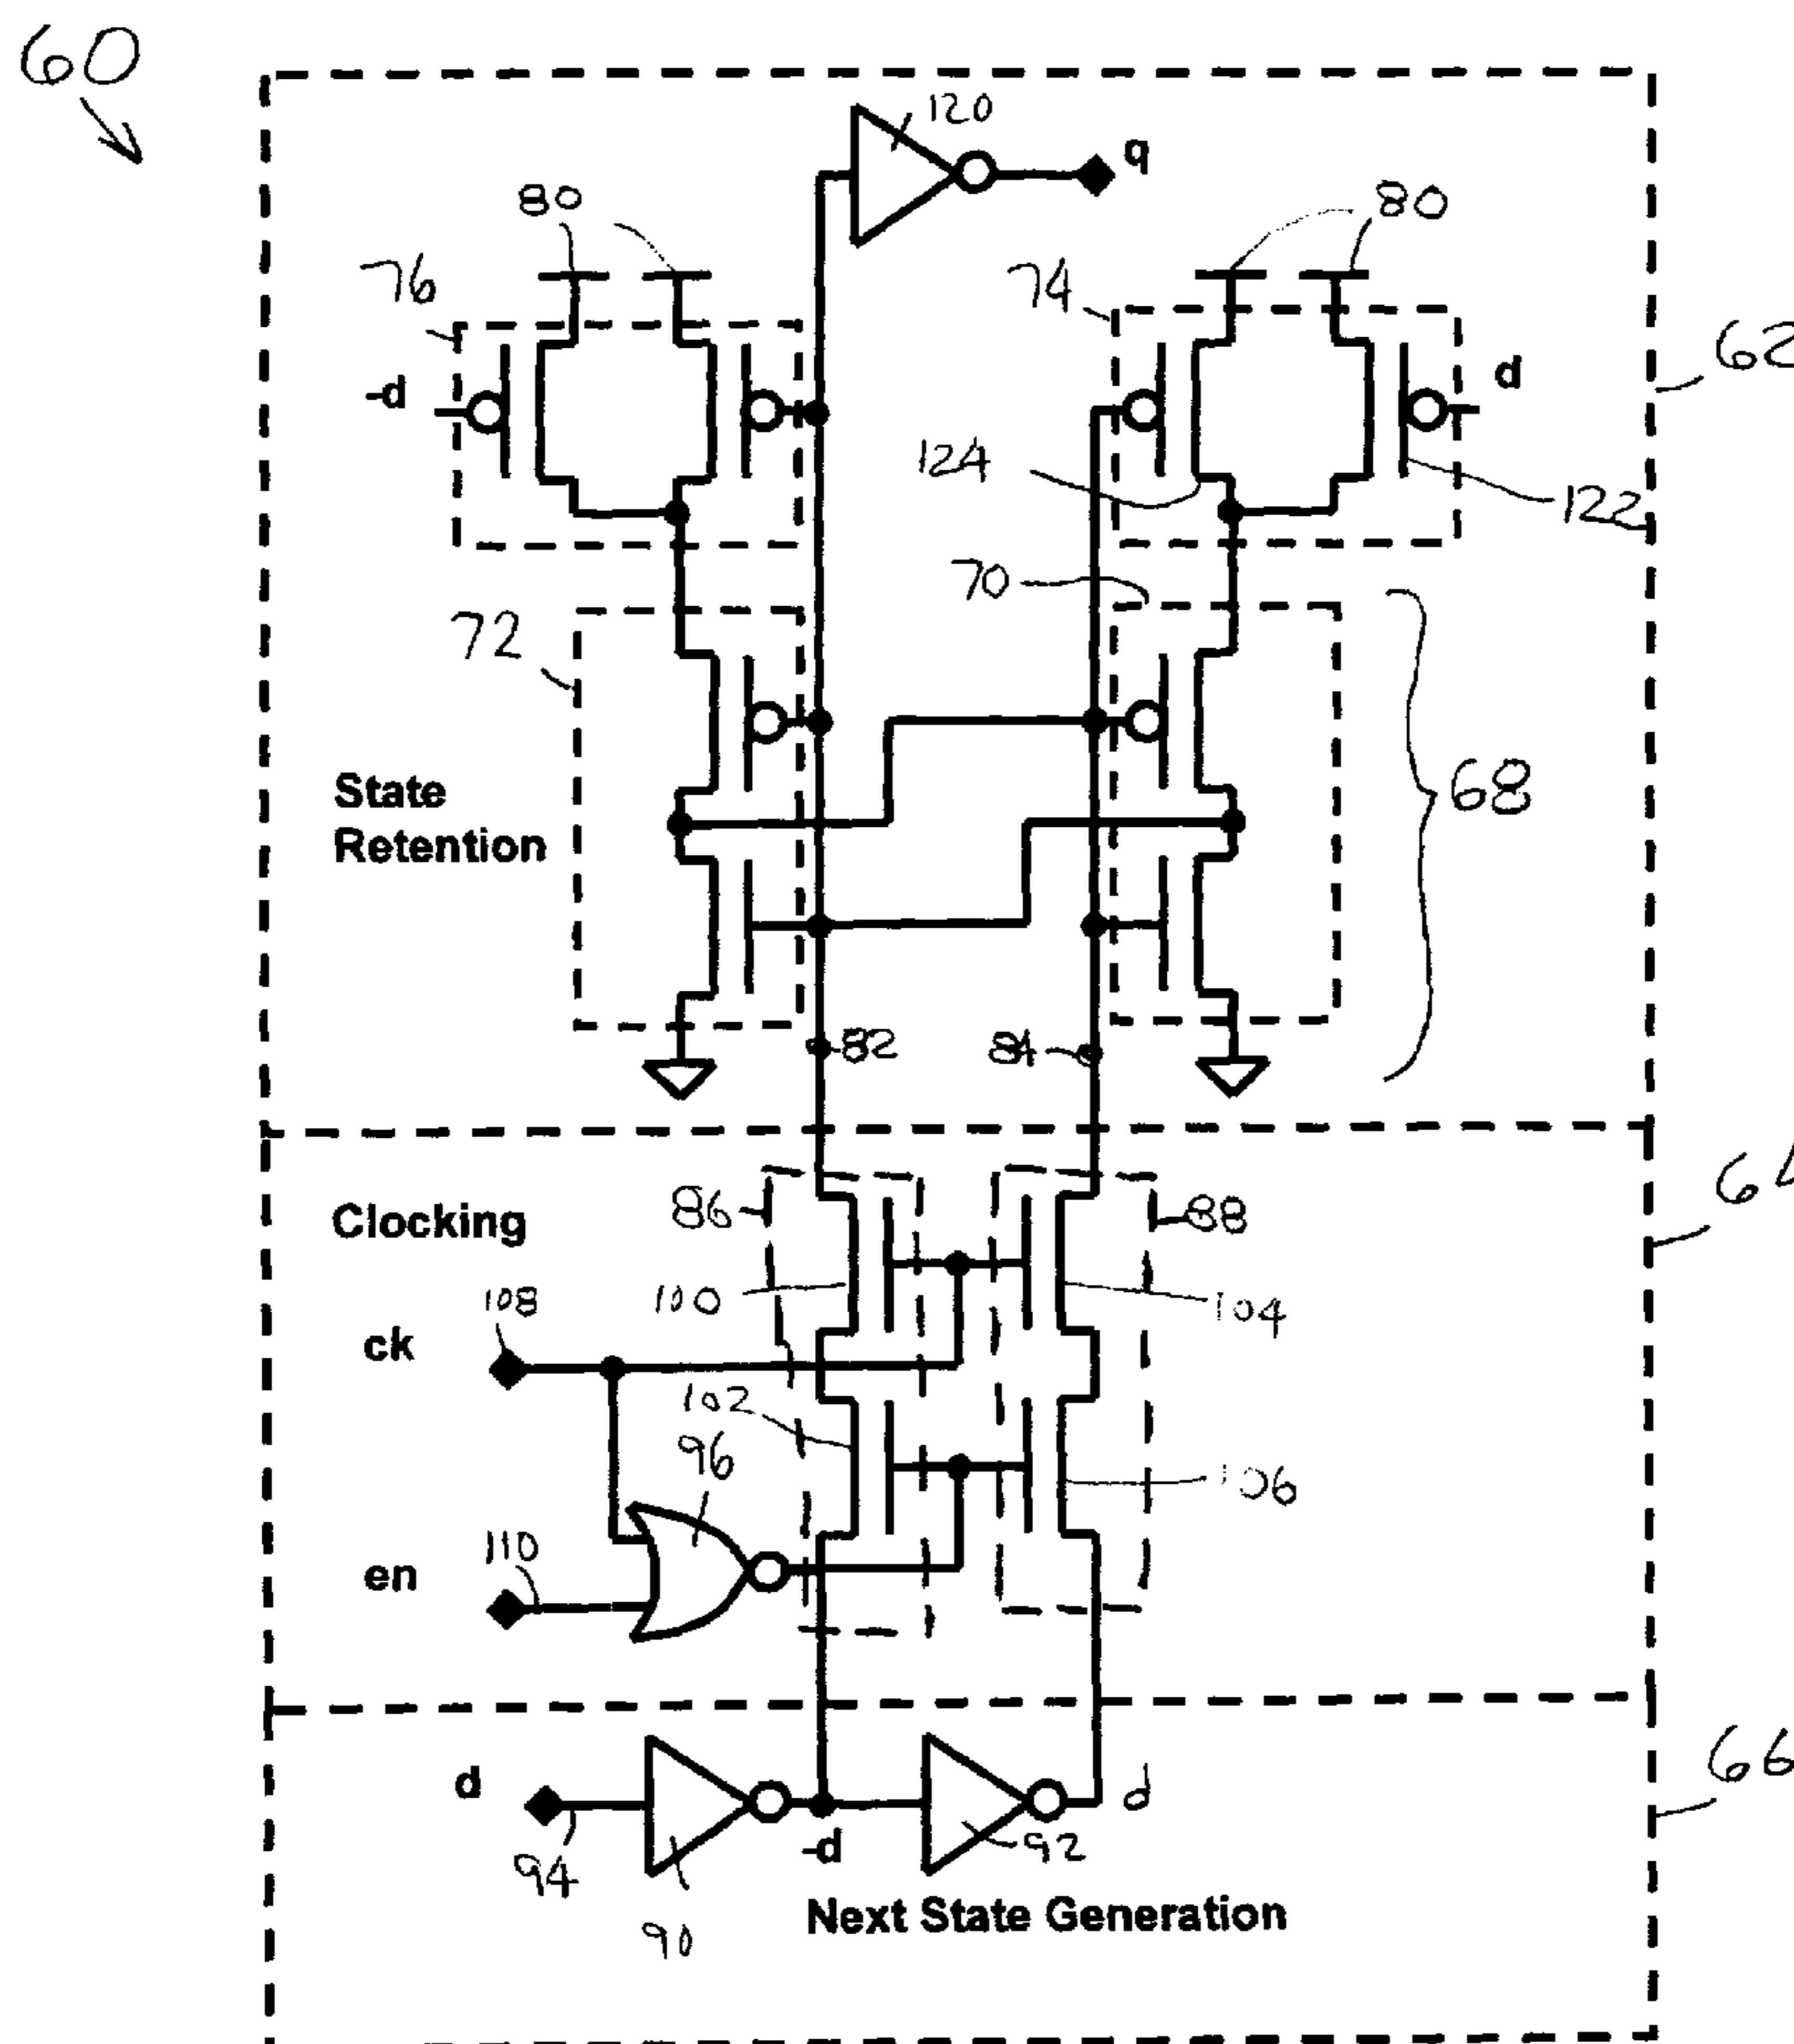 60
120
q
80
80
76
74
62
-d
d
124
122
70
72
68
State
Retention
82
84
64
Clocking
86
88
108
100
104
ck
102
96
106
110
en
66
d
d
-d
92
94
Next State Generation
90